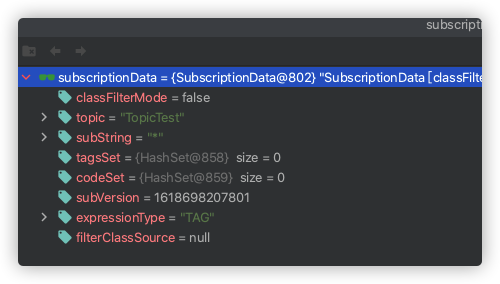 subscripti
subscriptionData = {SubscriptionData@802} "SubscriptionData [classFilte
classFilterMode = false
topic = "TopicTest"
subString = "*"
tagsSet = {HashSet@858} size = 0
codeSet = {HashSet@859} size = 0
subVersion = 1618698207801
expressionType = "TAG"
filterClassSource = null